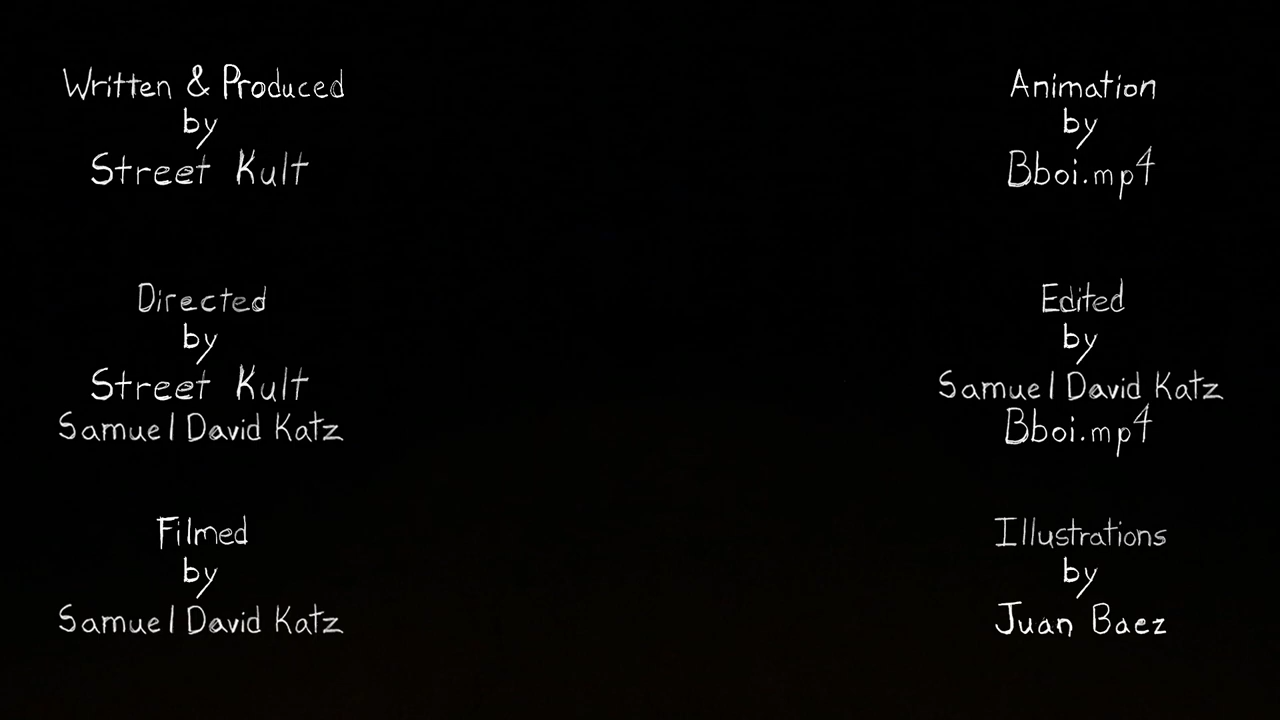 Written & Produced
by
Street Kult
Directed
by
Street Kult
Samuel David Katz
Filmed
by
Samuel David Katz
Animation
by
Bboi.mp4
Edited
by
Samuel David Katz
Bboi.mp4
Illustrations
by
Juan Baez